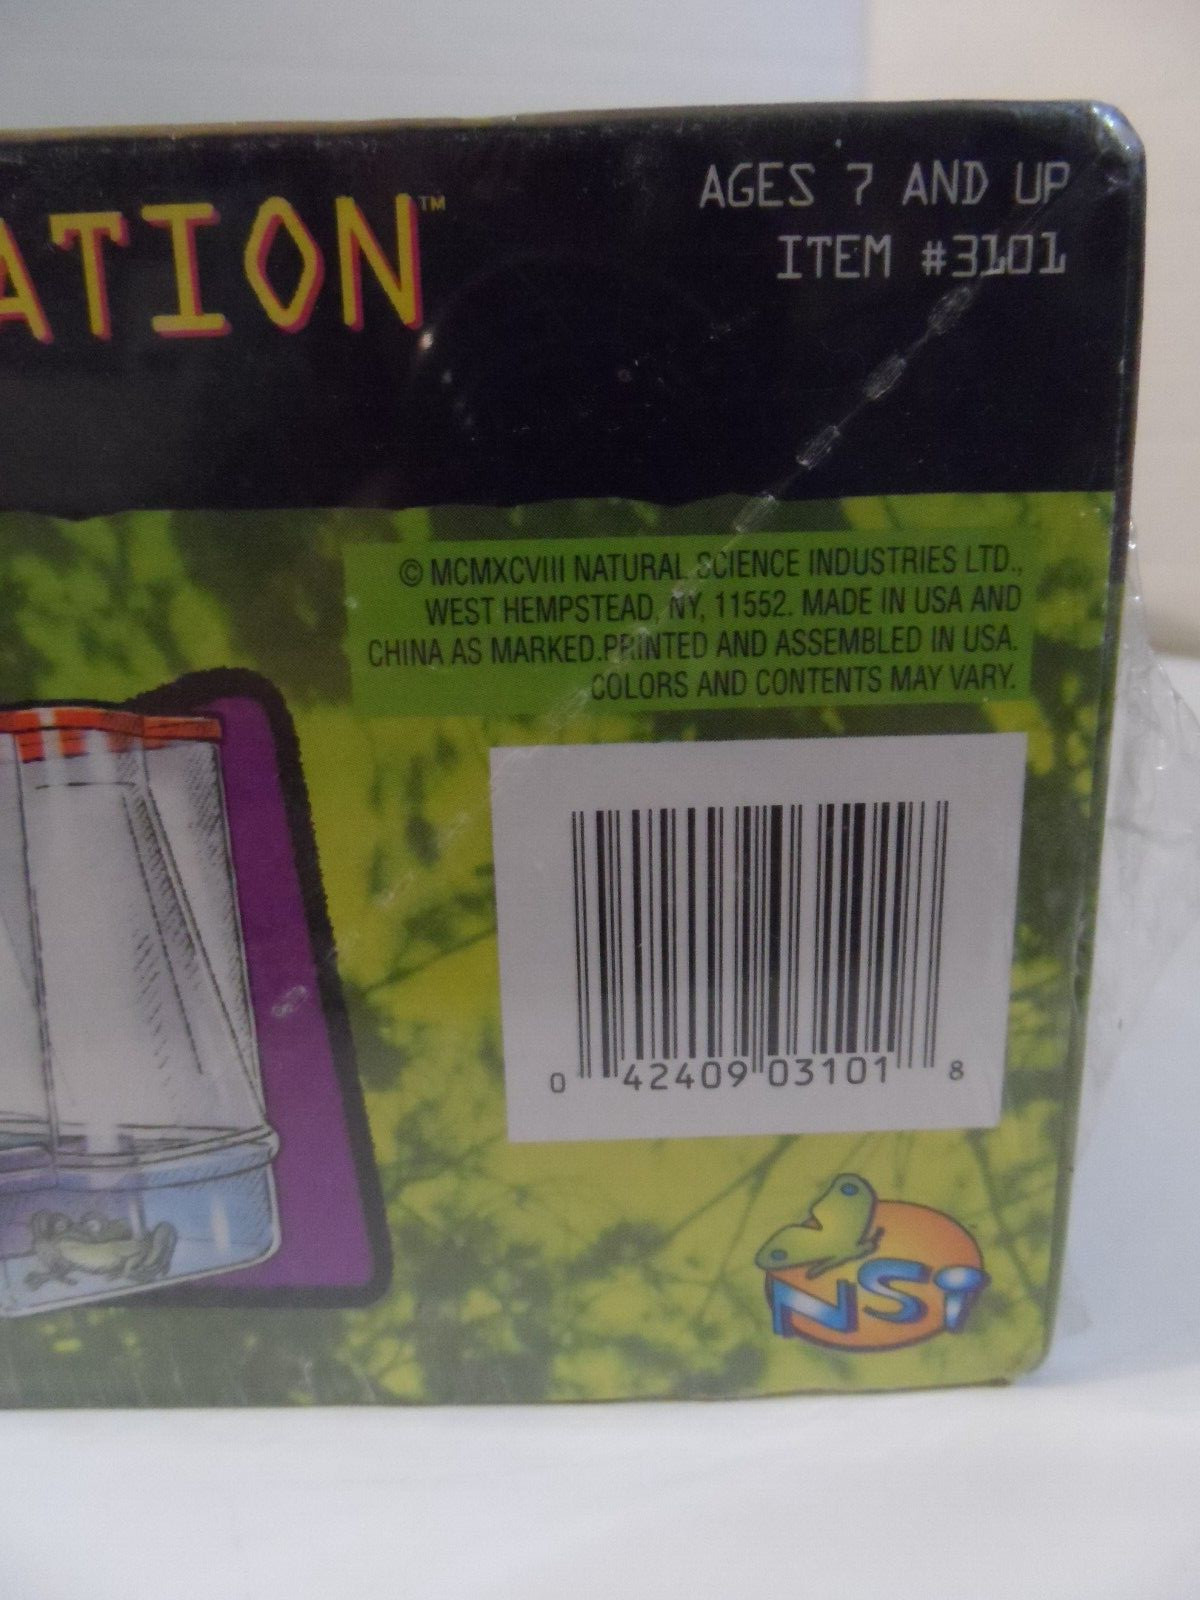 ATION™
AGES 7 AND UP
ITEM #3101
© MCMXCVIII NATURAL SCIENCE INDUSTRIES LTD.,
WEST HEMPSTEAD, NY, 11552. MADE IN USA AND
CHINA AS MARKED.PRINTED AND ASSEMBLED IN USA.
COLORS AND CONTENTS MAY VARY.
0 42409 03101 8
NSi